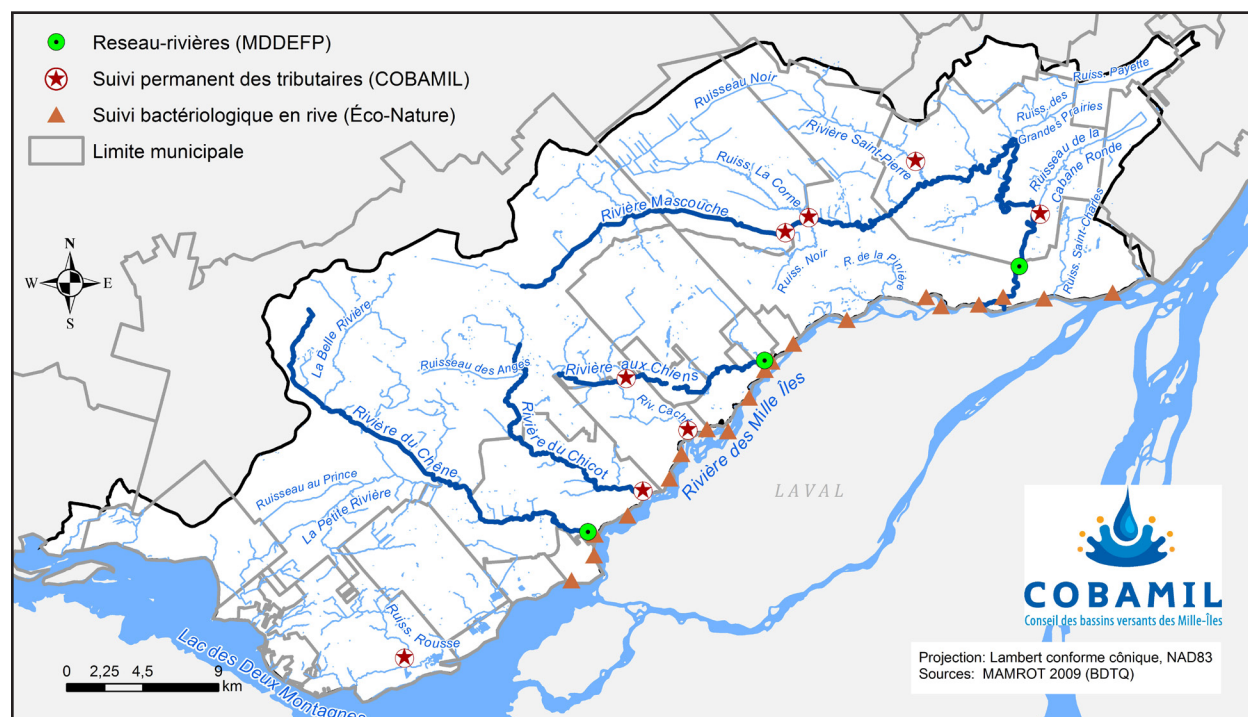 Reseau-rivières (MDDEFP)
Suivi permanent des tributaires (COBAMIL)
Suivi bactériologique en rive (Éco-Nature)
Limite municipale
Ruiss. Payette
Ruisseau Noir
Ruiss. des
Grandes Prairies
Rivière Saint-Pierre
Ruisseau de la
Cabane Ronde
Ruiss. La Corne
Rivière Mascouche
Ruiss. Saint-Charles
Ruiss. Noir
R. de la
Pinière
N
W
E
S
La Belle Rivière
Ruisseau des Anges
Rivière aux Chiens
Riv. Cach
Rivière des Mille Îles
Rivière du Chêne
Rivière du Chicot
Ruisseau au Prince
La Petite Rivière
LAVAL
Ruiss. Rousse
Lac des Deux Montagnes
0 2,25 4,5 9
km
COBAMIL
Conseil des bassins versants des Mille-Îles
Projection: Lambert conforme cônique, NAD83
Sources: MAMROT 2009 (BDTQ)